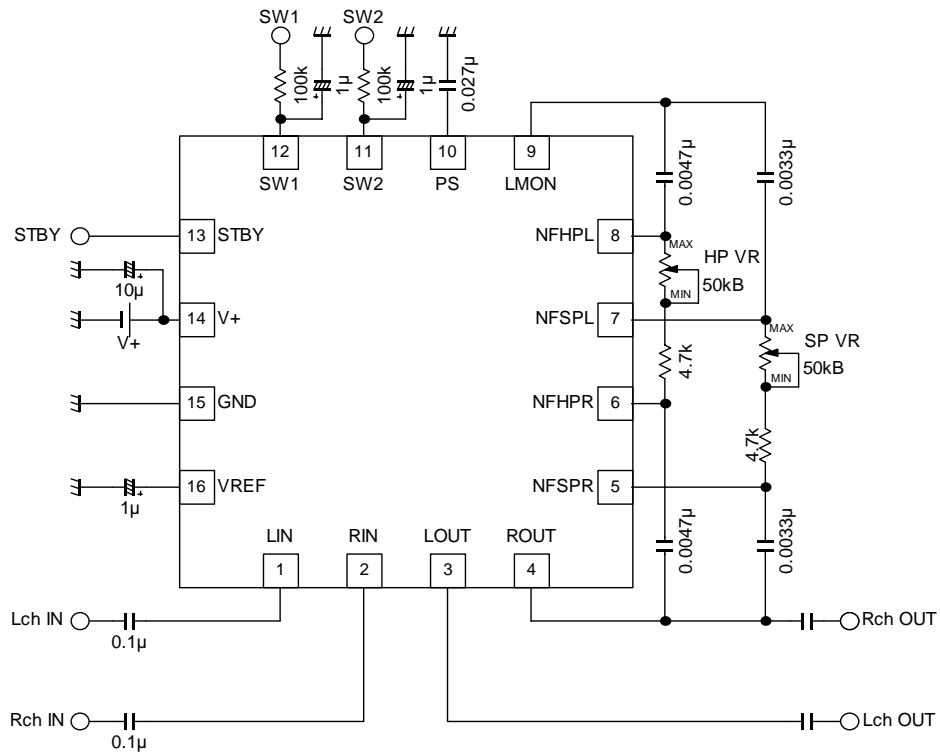 SW1
SW2
100k
1µ
100k
1µ
0.027µ
+
+
12
11
10
9
SW1
SW2
PS
LMON
0.0047µ
0.0033µ
STBY
13
STBY
NFHPL
8
MAX
HP VR
50kB
MIN
10µ
+
14
V+
V+
NFSPL
7
MAX
SP VR
50kB
MIN
4.7k
15
GND
NFHPR
6
4.7k
16
VREF
NFSPR
5
1µ
+
LIN
RIN
LOUT
ROUT
0.0047µ
0.0033µ
1
2
3
4
Lch IN
0.1µ
Rch OUT
Rch IN
0.1µ
Lch OUT